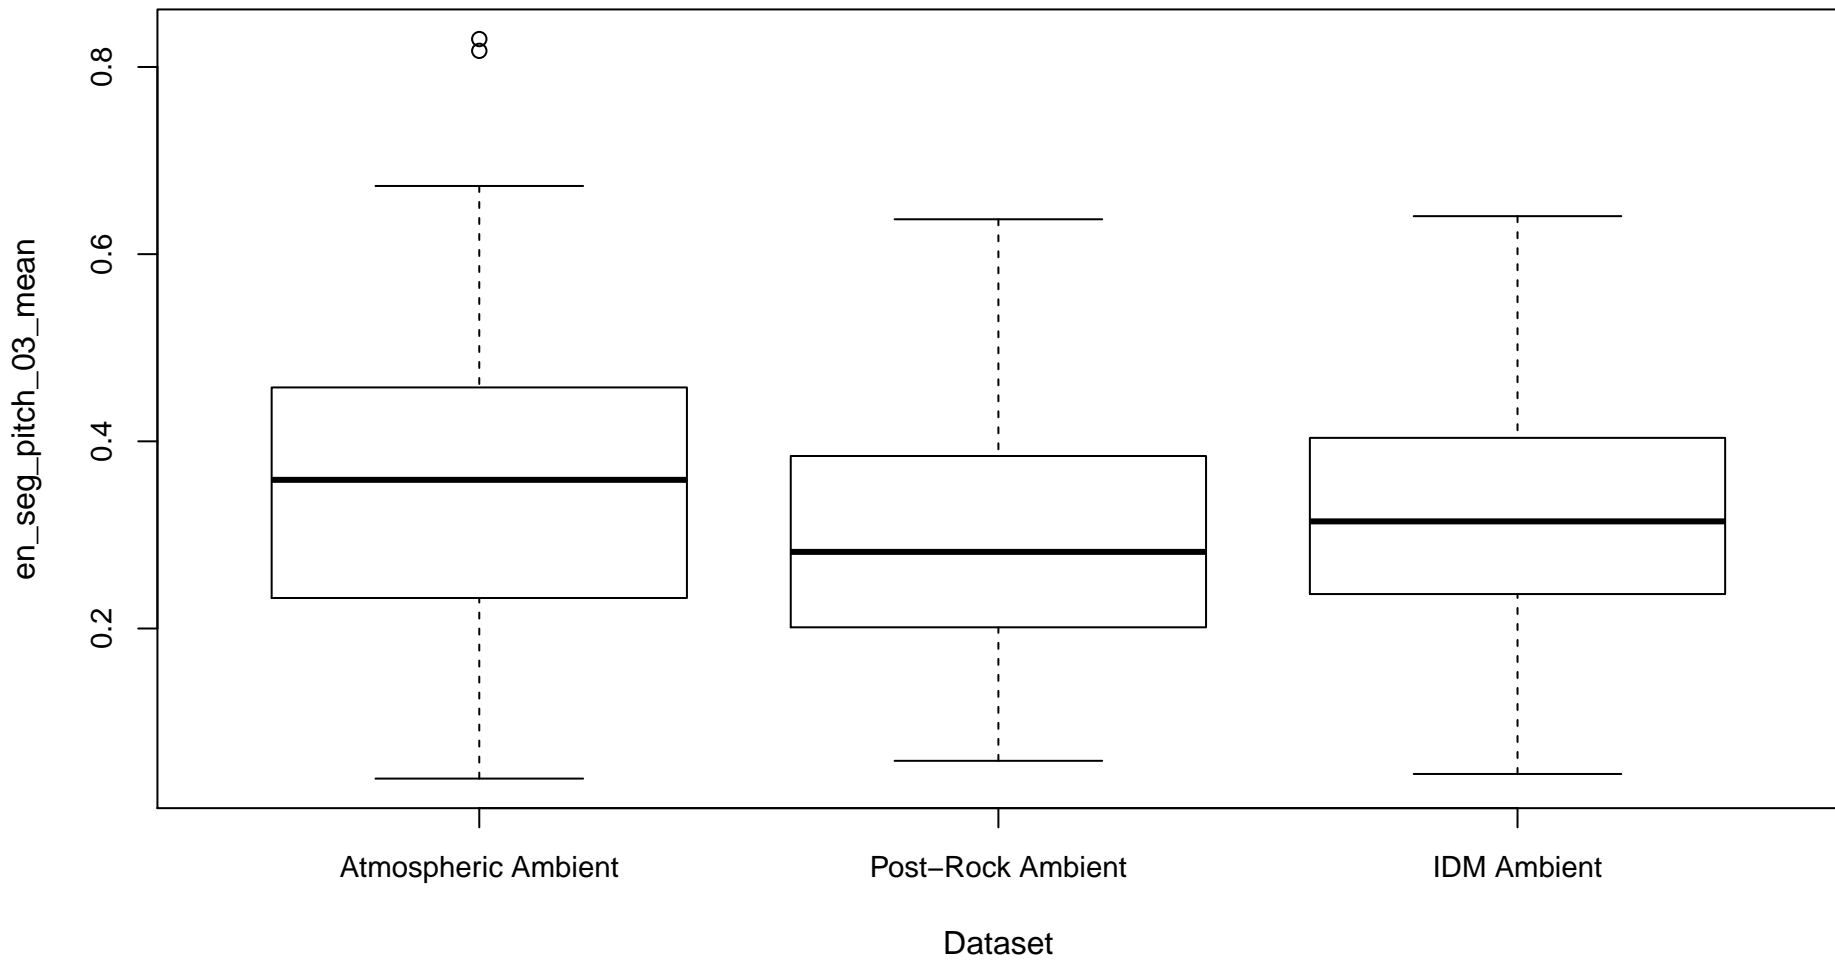 en_seg_pitch_03_mean
0.8
0.6
0.4
0.2
Atmospheric Ambient
Post−Rock Ambient
IDM Ambient
Dataset